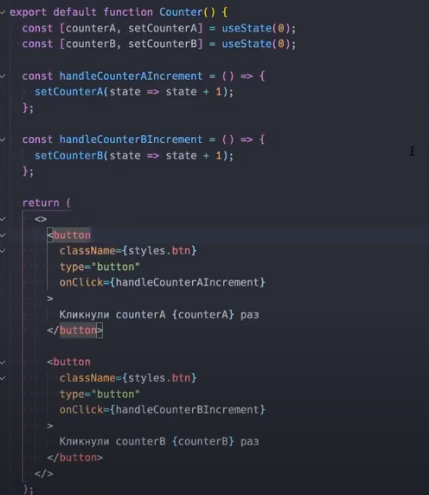 export default function Counter() {
const [counterA, setCounterA] = useState(0);
const [counterB, setCounterB] = useState(0);
const handleCounterAIncrement = () => {
setCounterA(state => state + 1);
};
const handleCounterBIncrement = () => {
setCounterB(state => state + 1);
};
return (
<>
<button
className={styles.btn}
type="button"
onClick={handleCounterAIncrement}
>
Кликнули counterA {counterA} раз
</button>
<button
className={styles.btn}
type="button"
onClick={handleCounterBIncrement}
>
Кликнули counterB {counterB} раз
</button>
</>
);